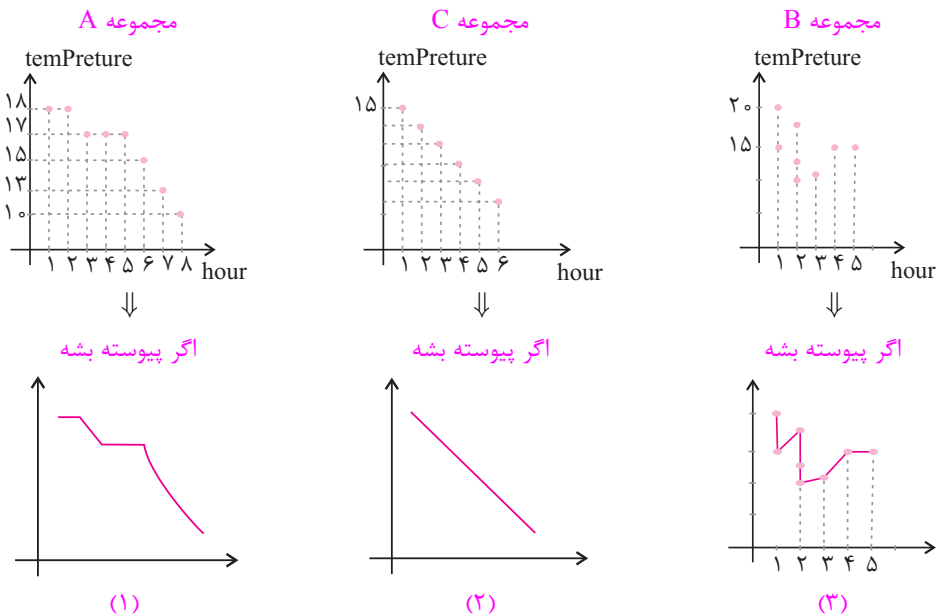 مجموعه A
temPreture
۱۸
۱۷
۱۵
۱۳
۱۰
۱ ۲ ۳ ۴ ۵ ۶ ۷ ۸
hour
⇓
اگر پیوسته بشه
(۱)
مجموعه C
temPreture
۱۵
۱ ۲ ۳ ۴ ۵ ۶
hour
⇓
اگر پیوسته بشه
(۲)
مجموعه B
temPreture
۲۰
۱۵
۱ ۲ ۳ ۴ ۵
hour
⇓
اگر پیوسته بشه
۱ ۲ ۳ ۴ ۵
(۳)